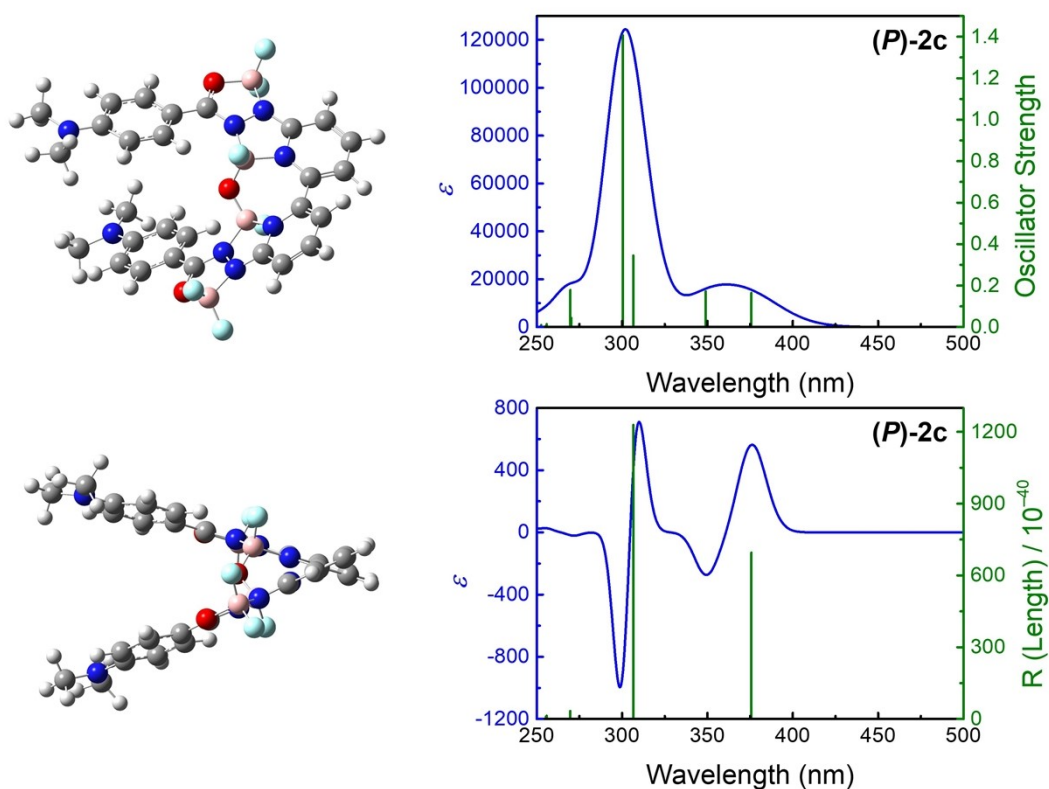 (P)-2c
120000
100000
80000
60000
40000
20000
0
ε
1.4
1.2
1.0
0.8
0.6
0.4
0.2
0.0
Oscillator Strength
250 300 350 400 450 500
Wavelength (nm)
(P)-2c
800
400
0
-400
-800
-1200
ε
1200
900
600
300
0
R (Length) / 10⁻⁴⁰
250 300 350 400 450 500
Wavelength (nm)